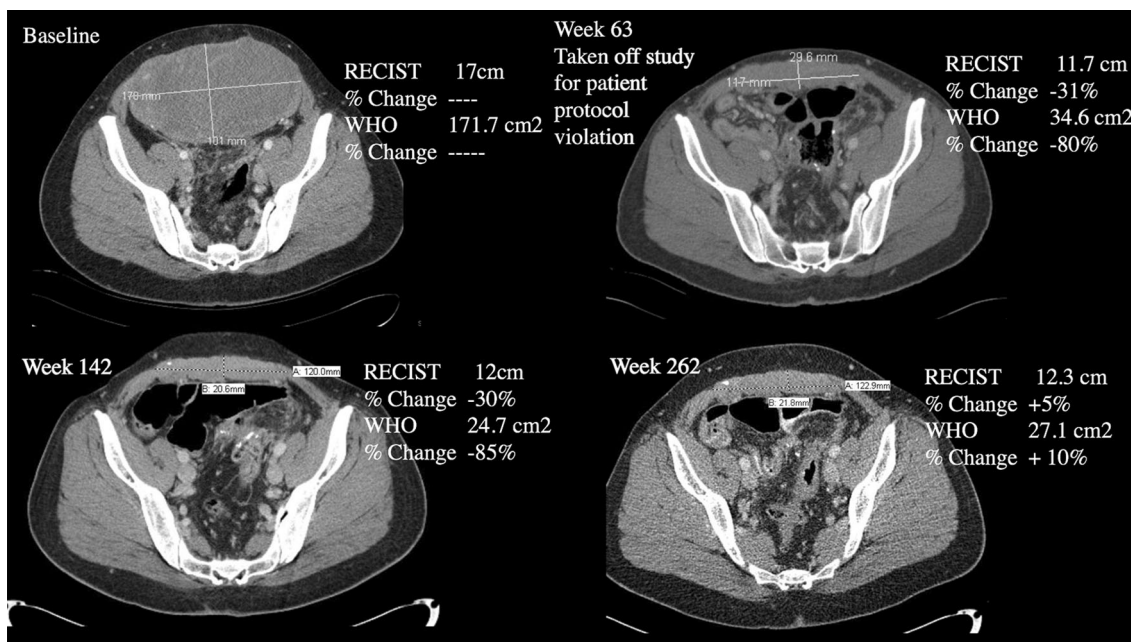 Baseline
RECIST 17cm
% Change ----
WHO 171.7 cm2
% Change -----
101 mm
Week 63
Taken off study
for patient
protocol
violation
29.6 mm
117 mm
RECIST 11.7 cm
% Change -31%
WHO 34.6 cm2
% Change -80%
Week 142
A: 120.0mm
B: 20.6mm
RECIST 12cm
% Change -30%
WHO 24.7 cm2
% Change -85%
Week 262
A: 122.9mm
B: 21.8mm
RECIST 12.3 cm
% Change +5%
WHO 27.1 cm2
% Change + 10%